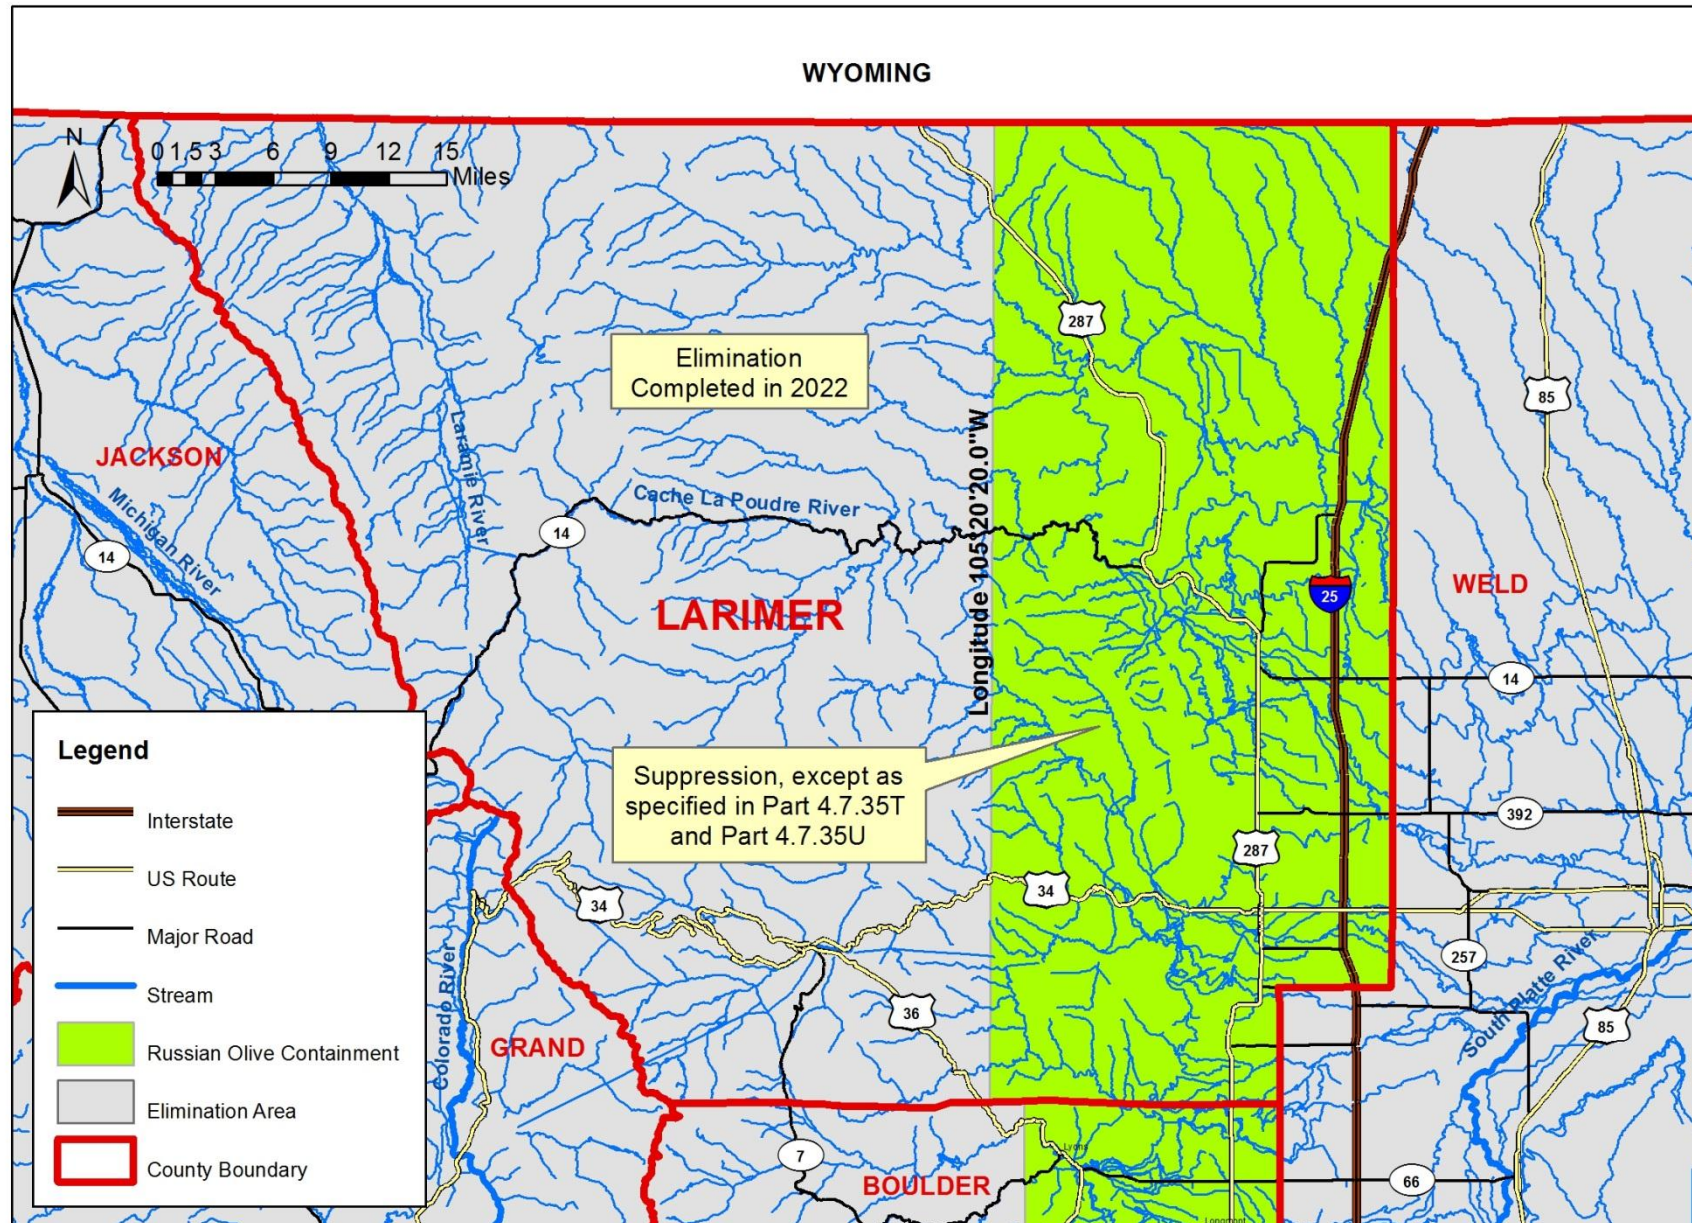 WYOMING
N
0 1.5 3 6 9 12 15
Miles
287
Elimination
Completed in 2022
85
Longitude 105°20'20.0"W
Laramie River
JACKSON
Michigan River
Cache La Poudre River
14
14
25
WELD
LARIMER
14
Suppression, except as
specified in Part 4.7.35T
and Part 4.7.35U
392
287
34
34
257
South Platte River
36
85
Colorado River
GRAND
Lyons
7
BOULDER
66
Longmont
Legend
Interstate
US Route
Major Road
Stream
Russian Olive Containment
Elimination Area
County Boundary